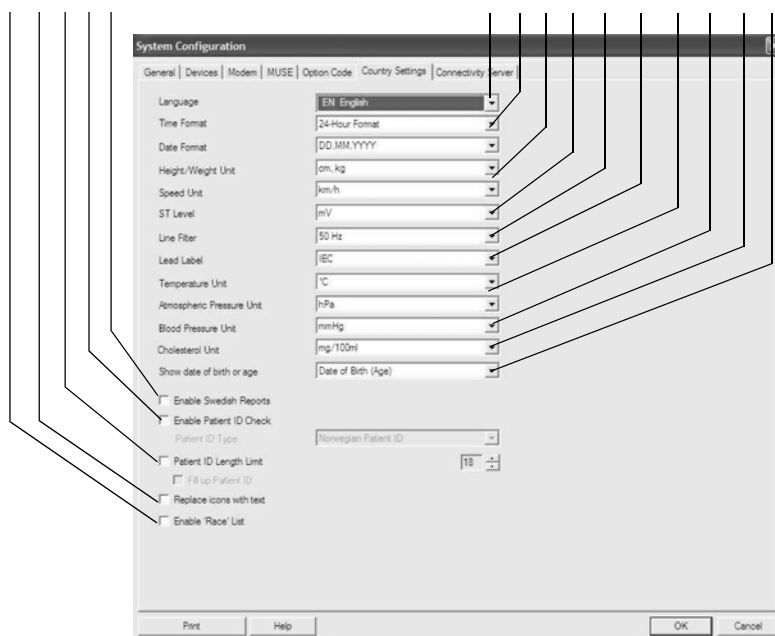 System Configuration
General Devices Modem MUSE Option Code Country Settings Connectivity Server
Language EN English
Time Format 24-Hour Format
Date Format DD.MM.YYYY
Height/Weight Unit cm, kg
Speed Unit km/h
ST Level mV
Line Filter 50 Hz
Lead Label IEC
Temperature Unit °C
Atmospheric Pressure Unit hPa
Blood Pressure Unit mmHg
Cholesterol Unit mg/100ml
Show date of birth or age Date of Birth (Age)
Enable Swedish Reports
Enable Patient ID Check
Patient ID Type Norwegian Patient ID
Patient ID Length Limit 18
Fill up Patient ID
Replace icons with text
Enable 'Race' List
Print Help OK Cancel